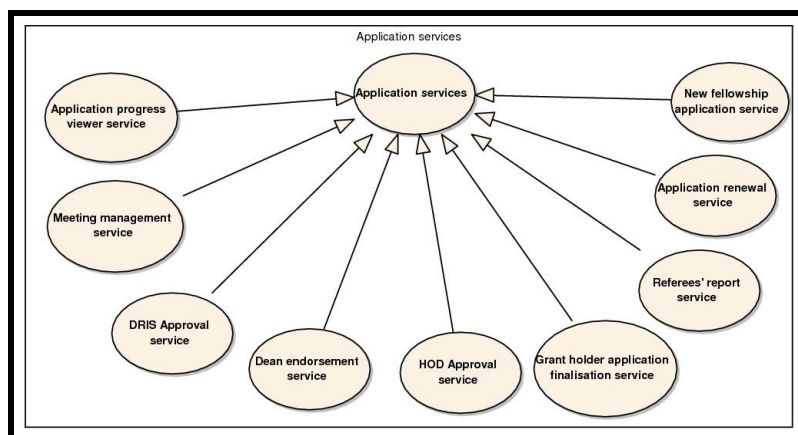 Application services
Application services
Application progress
viewer service
New fellowship
application service
Meeting management
service
Application renewal
service
Referees' report
service
DRIS Approval
service
Dean endorsement
service
HOD Approval
service
Grant holder application
finalisation service